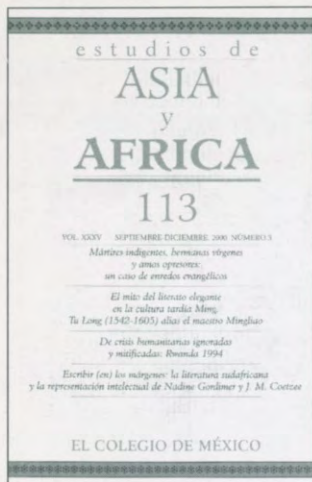 estudios de
ASIA
y
AFRICA
113
VOL. XXXV SEPTIEMBRE-DICIEMBRE 2000 NÚMERO 3
Mártires indigentes, hermanas vírgenes
y amos opresores:
un caso de enredos evangélicos
El mito del literato elegante
en la cultura tardía Meng.
Tu Long (1542-1605) alias el maestro Mingliao
De crisis humanitarias ignoradas
y mitificadas: Rwanda 1994
Escribir (en) los márgenes: la literatura sudafricana
y la representación intelectual de Nadine Gordimer y J. M. Coetzee
EL COLEGIO DE MÉXICO